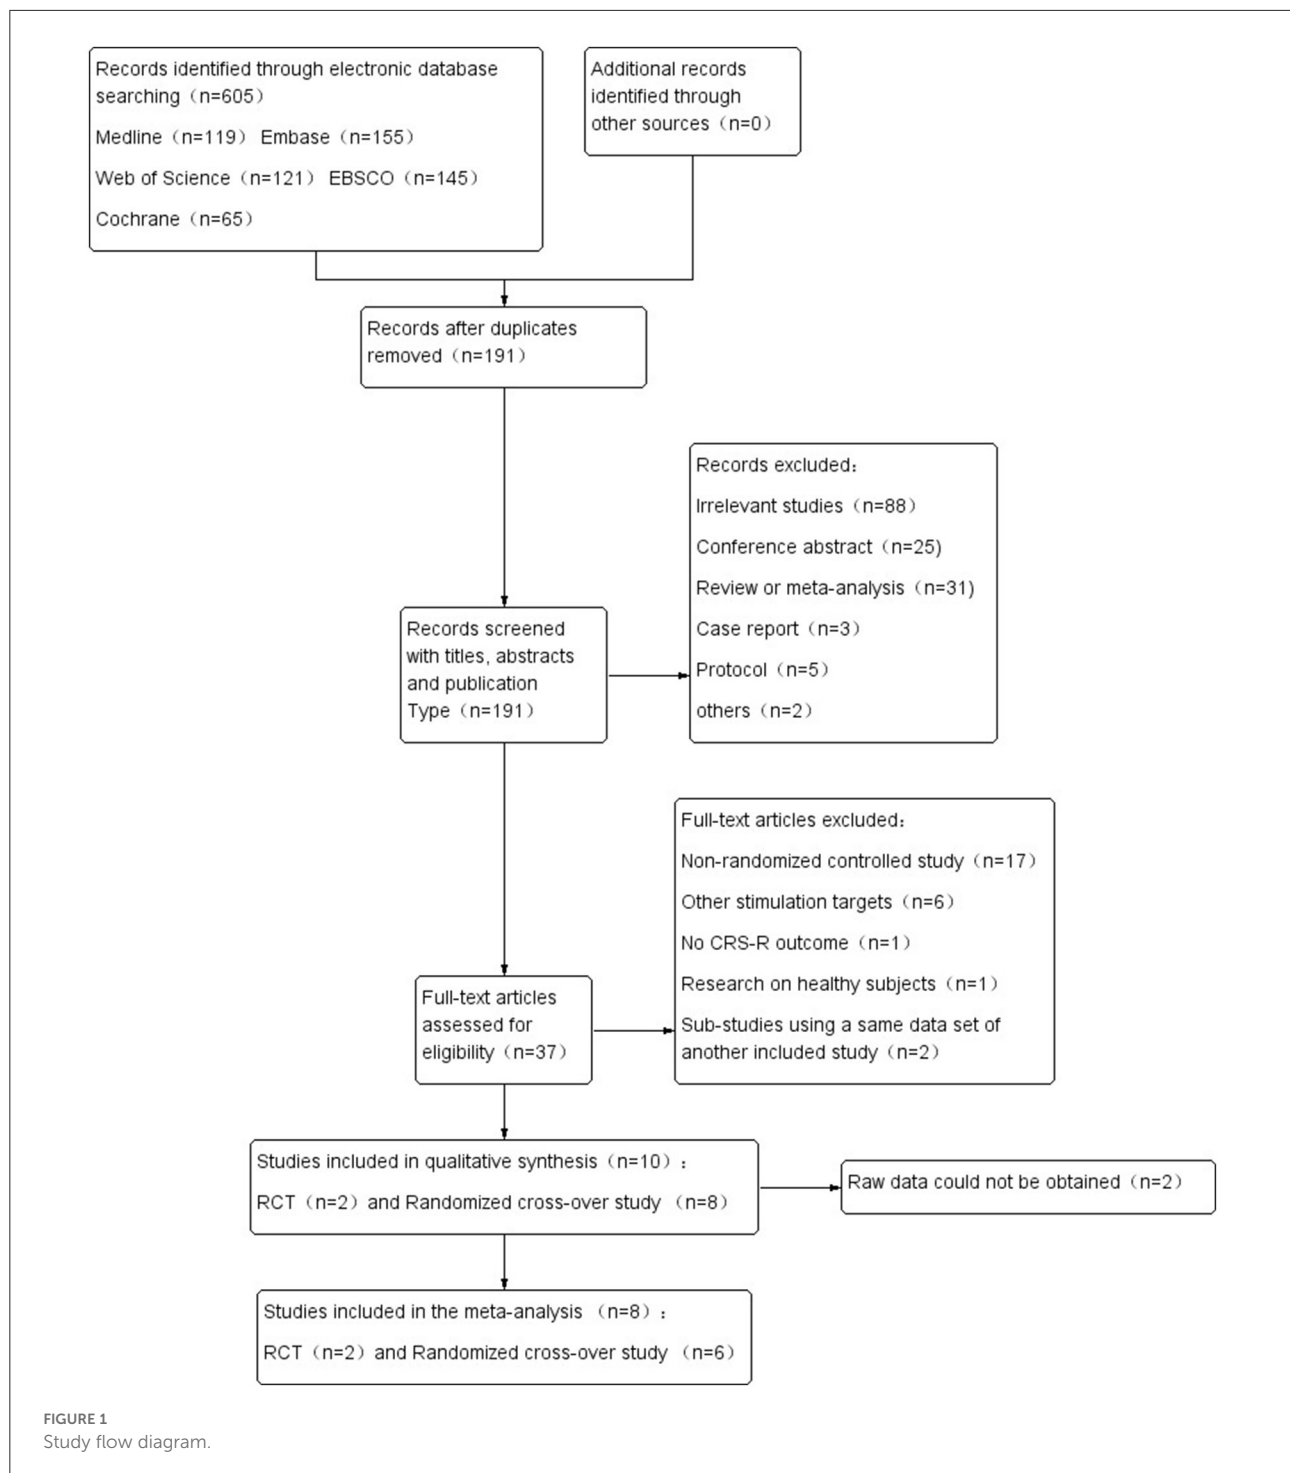 Records identified through electronic database
searching（n=605）
Medline（n=119） Embase（n=155）
Web of Science（n=121） EBSCO（n=145）
Cochrane（n=65）
Additional records
identified through
other sources（n=0）
Records after duplicates
removed（n=191）
Records excluded：
Irrelevant studies（n=88）
Conference abstract（n=25)
Review or meta-analysis（n=31)
Case report（n=3）
Protocol（n=5）
others（n=2）
Records screened
with titles, abstracts
and publication
Type（n=191）
Full-text articles excluded：
Non-randomized controlled study（n=17）
Other stimulation targets（n=6）
No CRS-R outcome（n=1）
Research on healthy subjects（n=1）
Sub-studies using a same data set of
another included study（n=2）
Full-text articles
assessed for
eligibility（n=37）
Studies included in qualitative synthesis（n=10）：
RCT（n=2）and Randomized cross-over study （n=8）
Raw data could not be obtained（n=2）
Studies included in the meta-analysis （n=8）：
RCT（n=2）and Randomized cross-over study （n=6）
FIGURE 1
Study flow diagram.